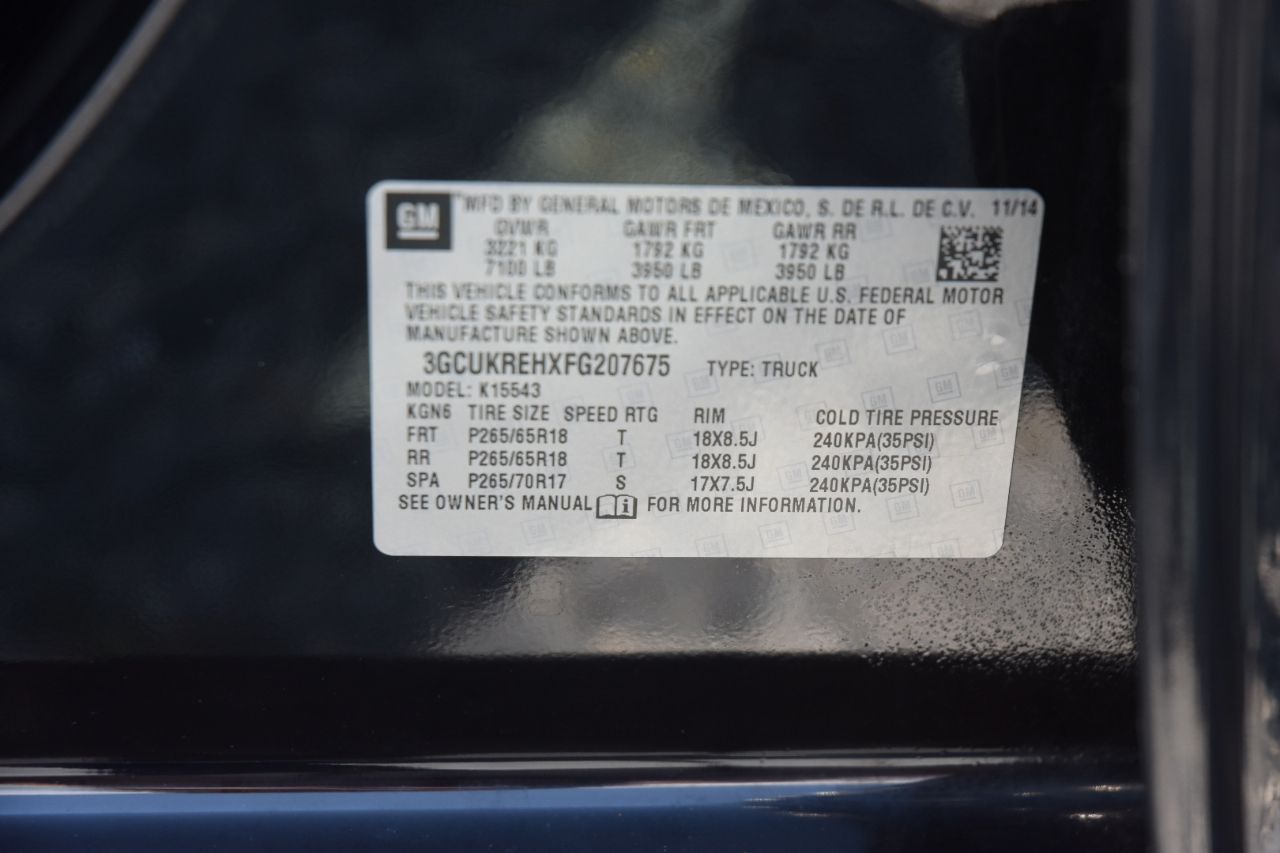 GM MFD BY GENERAL MOTORS DE MEXICO, S. DE R.L. DE C.V. 11/14
GVWR GAWR FRT GAWR RR
3221 KG 1792 KG 1792 KG
7100 LB 3950 LB 3950 LB
THIS VEHICLE CONFORMS TO ALL APPLICABLE U.S. FEDERAL MOTOR
VEHICLE SAFETY STANDARDS IN EFFECT ON THE DATE OF
MANUFACTURE SHOWN ABOVE.
3GCUKREHXFG207675 TYPE: TRUCK
MODEL: K15543
KGN6 TIRE SIZE SPEED RTG RIM COLD TIRE PRESSURE
FRT P265/65R18 T 18X8.5J 240KPA(35PSI)
RR P265/65R18 T 18X8.5J 240KPA(35PSI)
SPA P265/70R17 S 17X7.5J 240KPA(35PSI)
SEE OWNER'S MANUAL i FOR MORE INFORMATION.